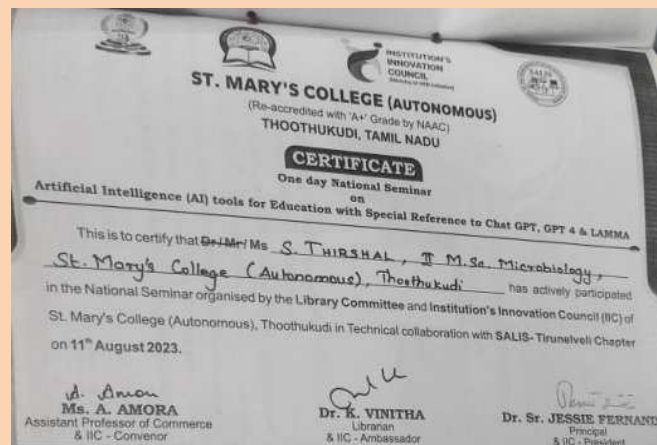 INSTITUTION'S
INNOVATION
COUNCIL
SALIS
ST. MARY'S COLLEGE (AUTONOMOUS)
(Re-accredited with 'A+' Grade by NAAC)
THOOTHUKUDI, TAMIL NADU
CERTIFICATE
One day National Seminar
on
Artificial Intelligence (AI) tools for Education with Special Reference to Chat GPT, GPT 4 & LAMMA
This is to certify that Dr/ Mr/ Ms S. THIRSHAL, II M.Sc. Microbiology,
St. Mary's College (Autonomous), Thoothukudi has actively participated
in the National Seminar organised by the Library Committee and Institution's Innovation Council (IIC) of
St. Mary's College (Autonomous), Thoothukudi in Technical collaboration with SALIS- Tirunelveli Chapter
on 11th August 2023.
A. Amora
Ms. A. AMORA
Assistant Professor of Commerce
& IIC - Convenor
Dr. K. VINITHA
Librarian
& IIC - Ambassador
Dr. Sr. JESSIE FERNAND
Principal
& IIC - President